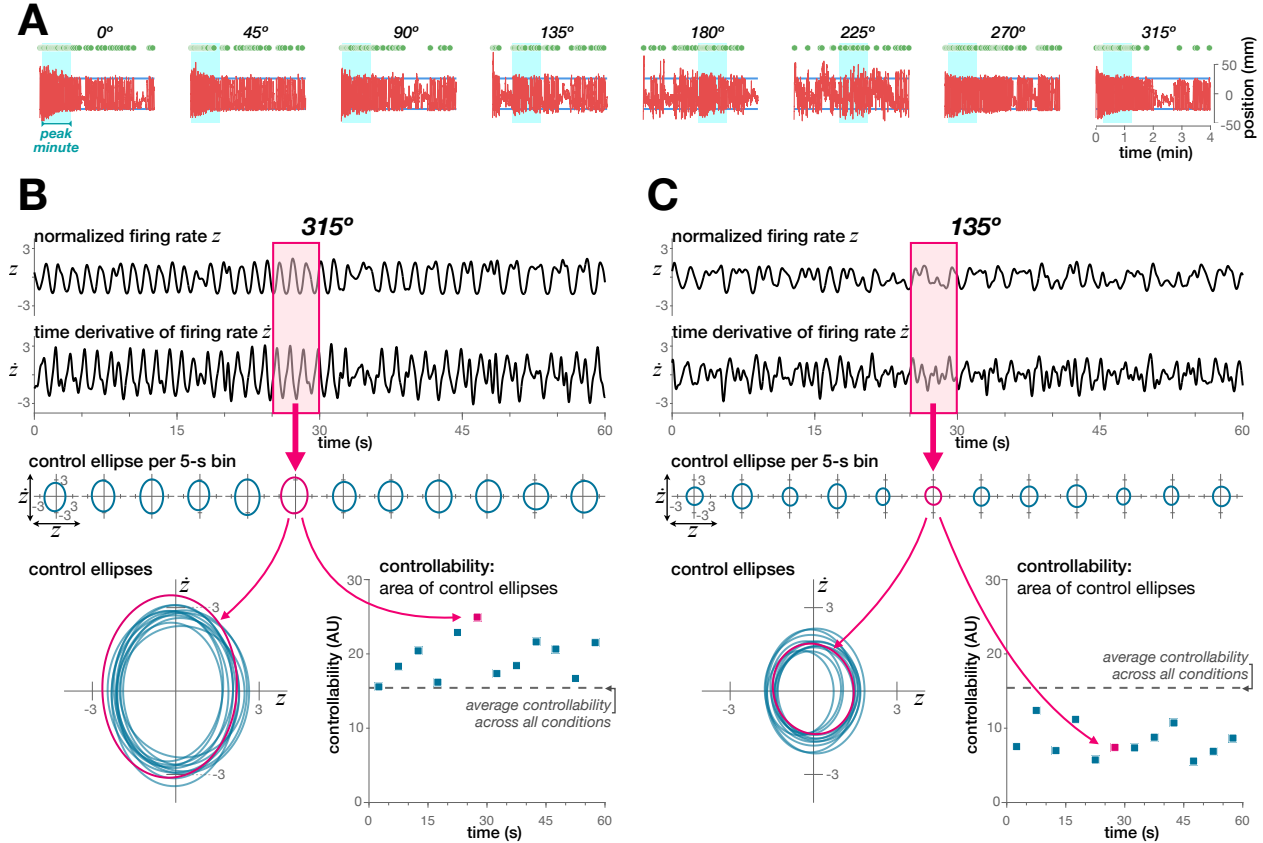 A
0º 45º 90º 135º 180º 225º 270º 315º
peak
minute
50
0
-50
position (mm)
0 1 2 3 4
time (min)
B
315º
normalized firing rate z
3
z
-3
time derivative of firing rate ż
3
ż
-3
0 15 30 45 60
time (s)
control ellipse per 5-s bin
ż
3
-3 3
-3
z
control ellipses
ż
3
-3 3
z
-3
controllability:
area of control ellipses
30
20
10
0
controllability (AU)
average controllability
across all conditions
0 15 30 45 60
time (s)
C
135º
normalized firing rate z
3
z
-3
time derivative of firing rate ż
3
ż
-3
0 15 30 45 60
time (s)
control ellipse per 5-s bin
ż
3
-3 3
-3
z
control ellipses
ż
3
-3 3
z
-3
controllability:
area of control ellipses
30
20
10
0
controllability (AU)
average controllability
across all conditions
0 15 30 45 60
time (s)